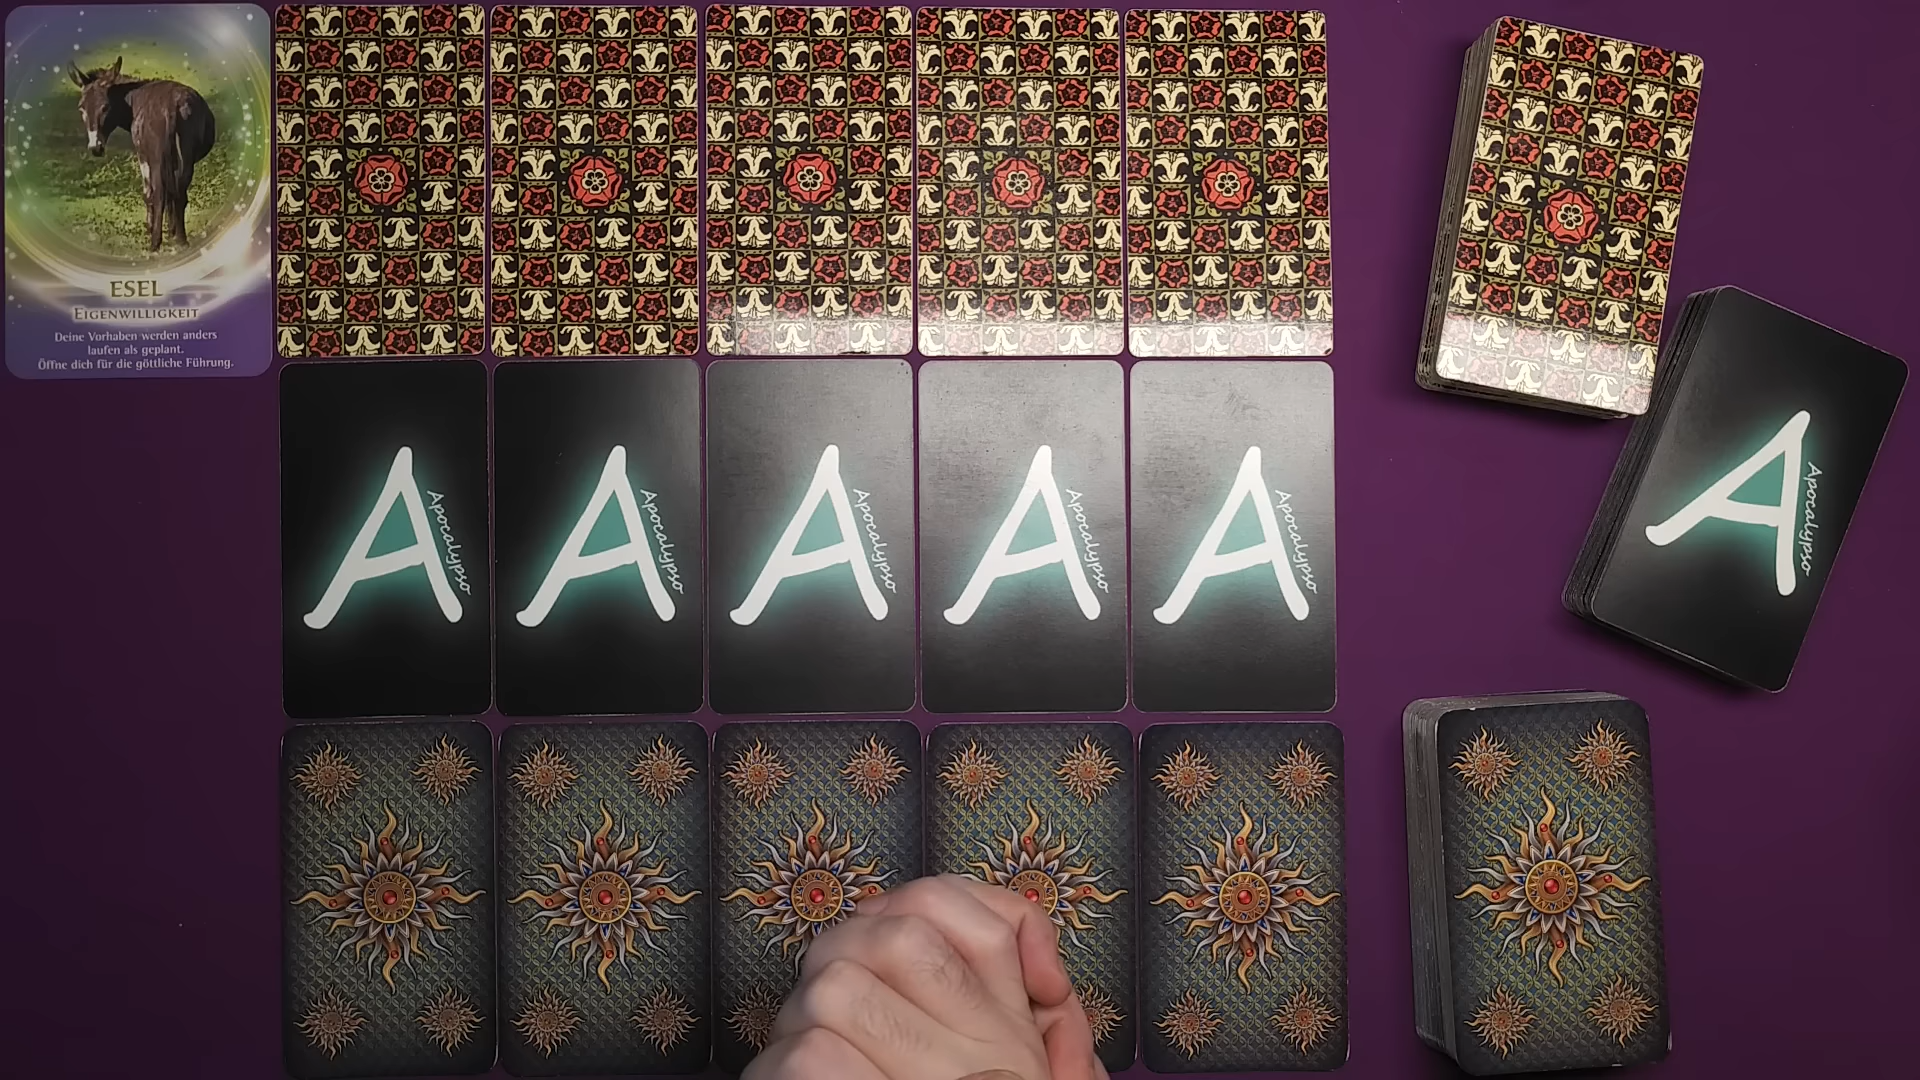 ESEL
EIGENWILLIGKEIT
Deine Vorhaben werden anders
laufen als geplant.
Öffne dich für die göttliche Führung.
A
Apocalypso
A
Apocalypso
A
Apocalypso
A
Apocalypso
A
Apocalypso
A
Apocalypso